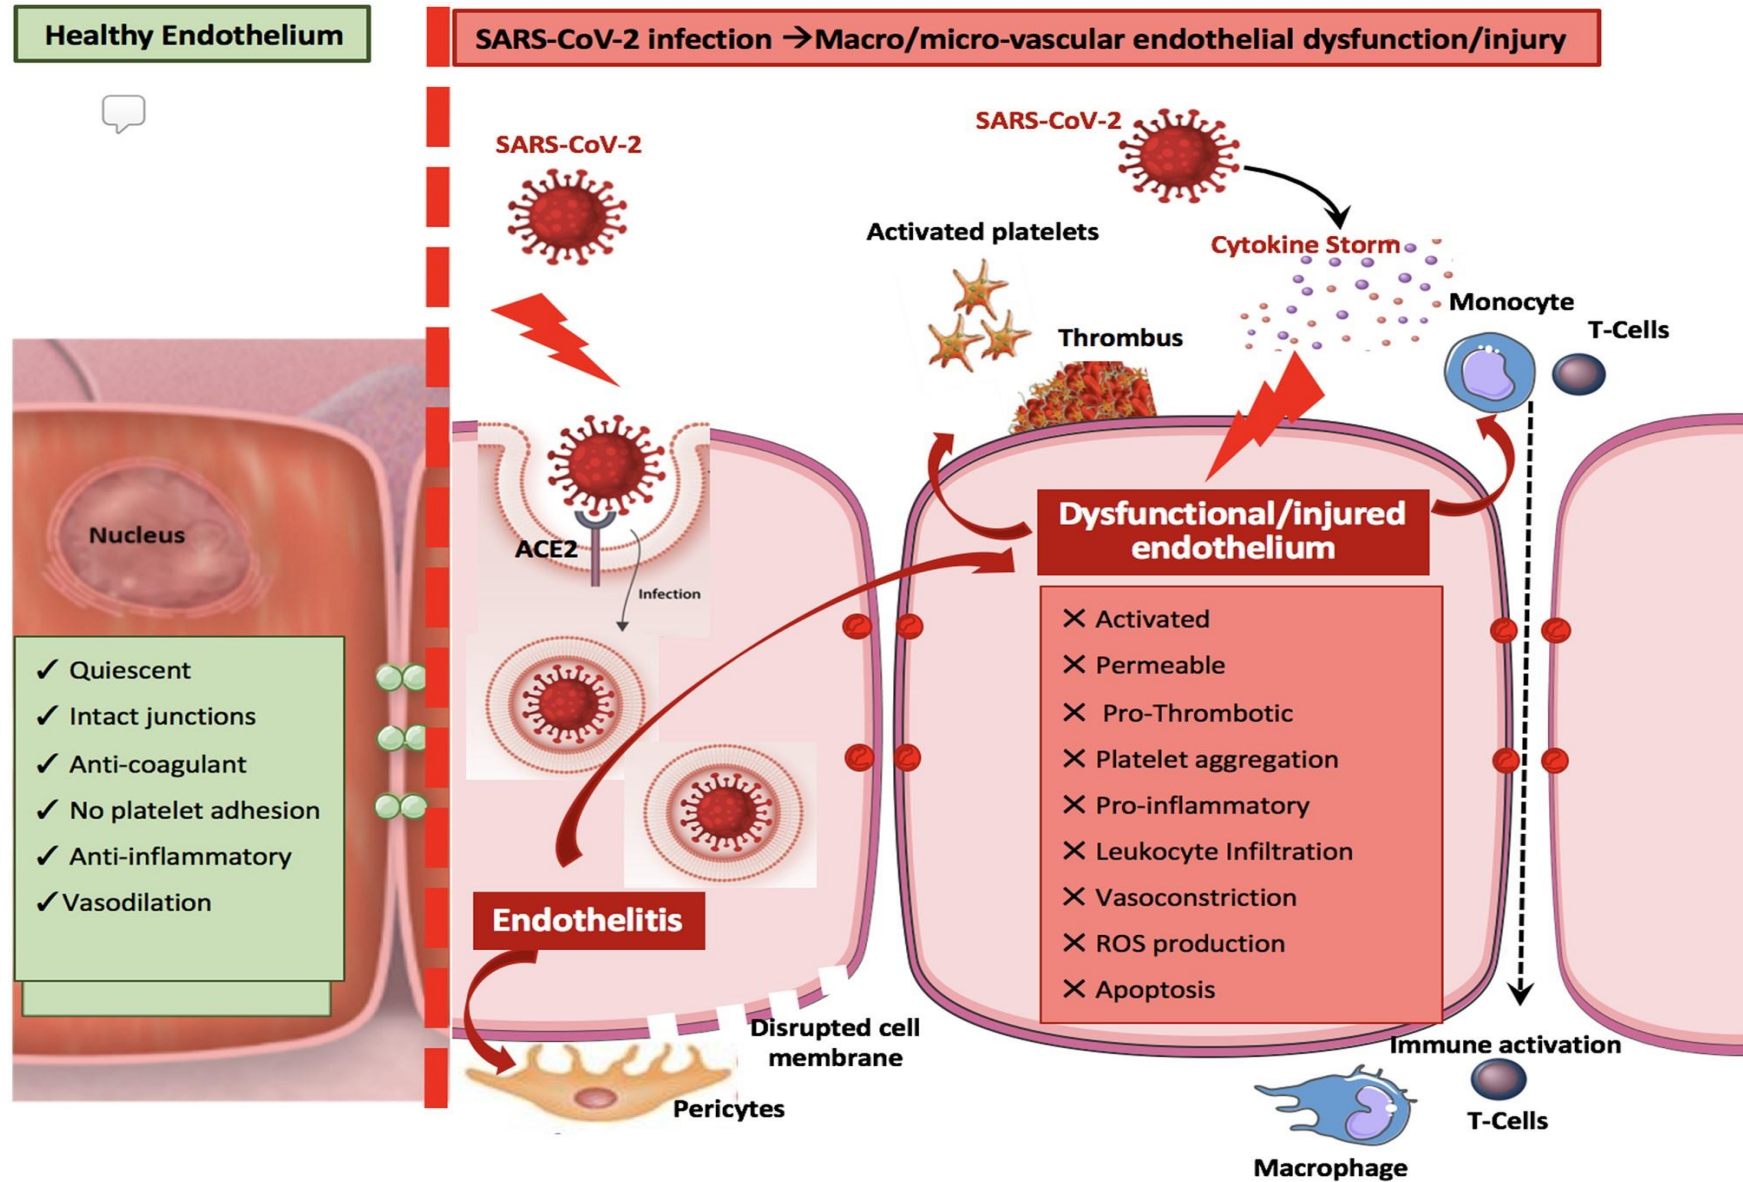 Healthy Endothelium
SARS-CoV-2 infection →Macro/micro-vascular endothelial dysfunction/injury
SARS-CoV-2
SARS-CoV-2
Activated platelets
Cytokine Storm
Thrombus
Monocyte
T-Cells
Nucleus
✓ Quiescent
✓ Intact junctions
✓ Anti-coagulant
✓ No platelet adhesion
✓ Anti-inflammatory
✓Vasodilation
ACE2
Infection
Endothelitis
Disrupted cell
membrane
Pericytes
Dysfunctional/injured
endothelium
✕ Activated
✕ Permeable
✕ Pro-Thrombotic
✕ Platelet aggregation
✕ Pro-inflammatory
✕ Leukocyte Infiltration
✕ Vasoconstriction
✕ ROS production
✕ Apoptosis
Immune activation
T-Cells
Macrophage